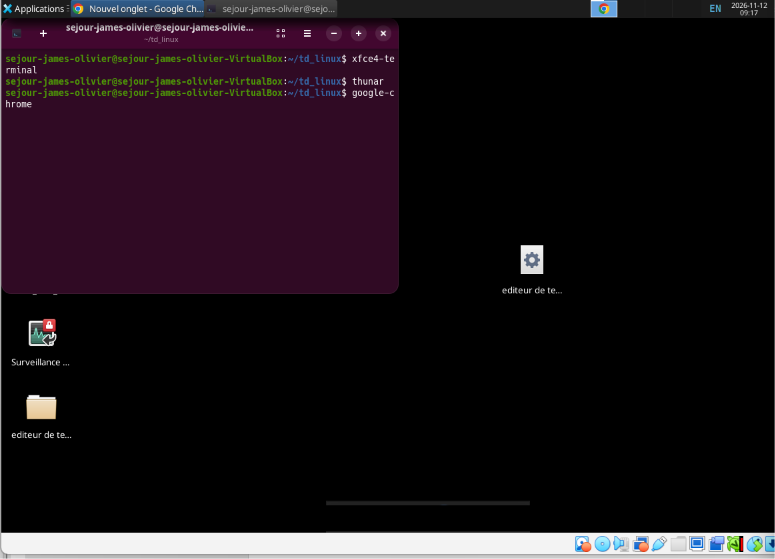 Applications
Nouvel onglet - Google Ch...
sejour-james-olivier@sejo...
EN
2026-11-12
09:17
sejour-james-olivier@sejour-james-olivie...
~/td_linux
sejour-james-olivier@sejour-james-olivier-VirtualBox:~/td_linux$ xfce4-te
rminal
sejour-james-olivier@sejour-james-olivier-VirtualBox:~/td_linux$ thunar
sejour-james-olivier@sejour-james-olivier-VirtualBox:~/td_linux$ google-c
hrome
editeur de te...
Surveillance ...
editeur de te...